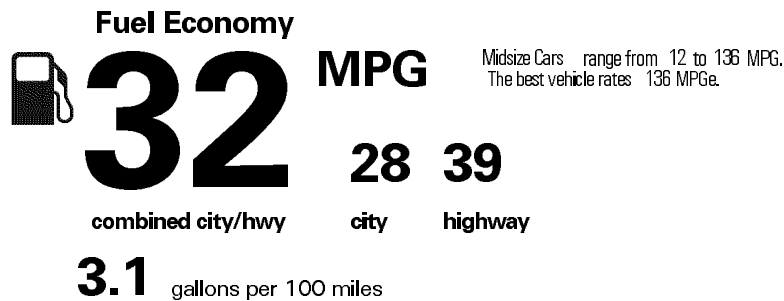 Fuel Economy
32 MPG
Midsize Cars range from 12 to 136 MPG.
The best vehicle rates 136 MPGe.
28 39
combined city/hwy city highway
3.1 gallons per 100 miles